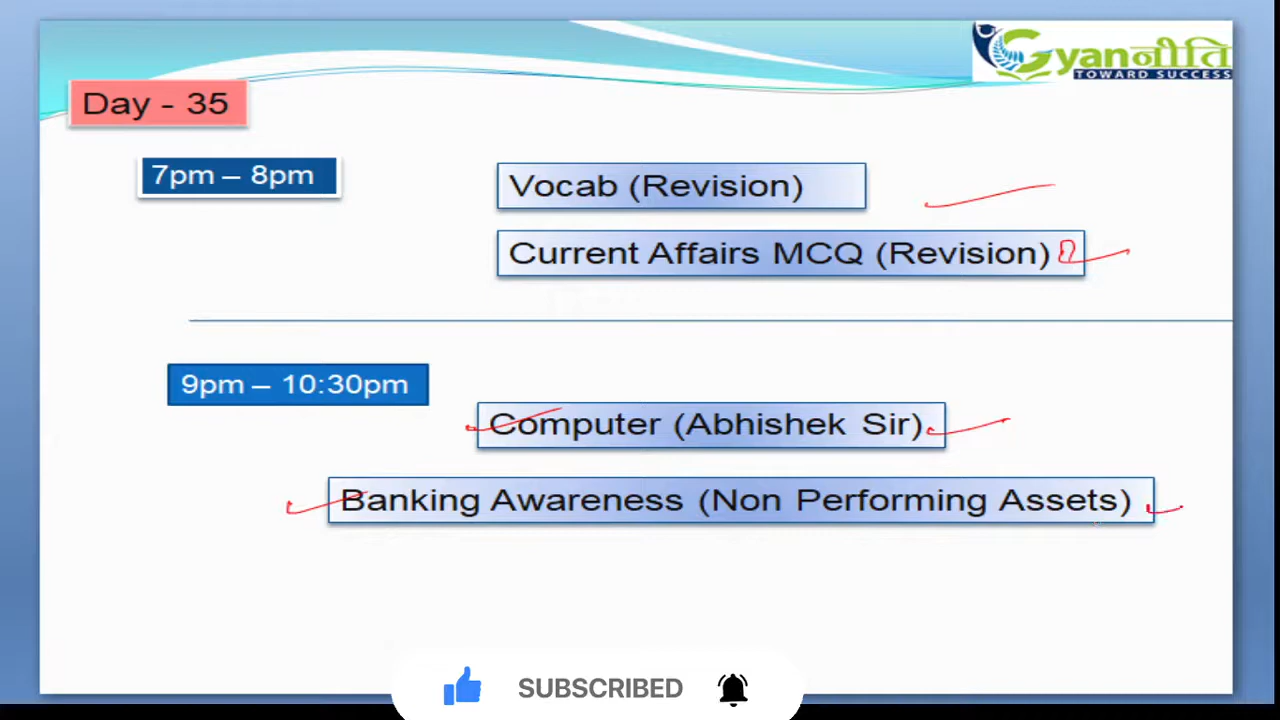 Gyanनीति
TOWARD SUCCESS
Day - 35
7pm – 8pm
Vocab (Revision)
Current Affairs MCQ (Revision)
9pm – 10:30pm
Computer (Abhishek Sir)
Banking Awareness (Non Performing Assets)
SUBSCRIBED